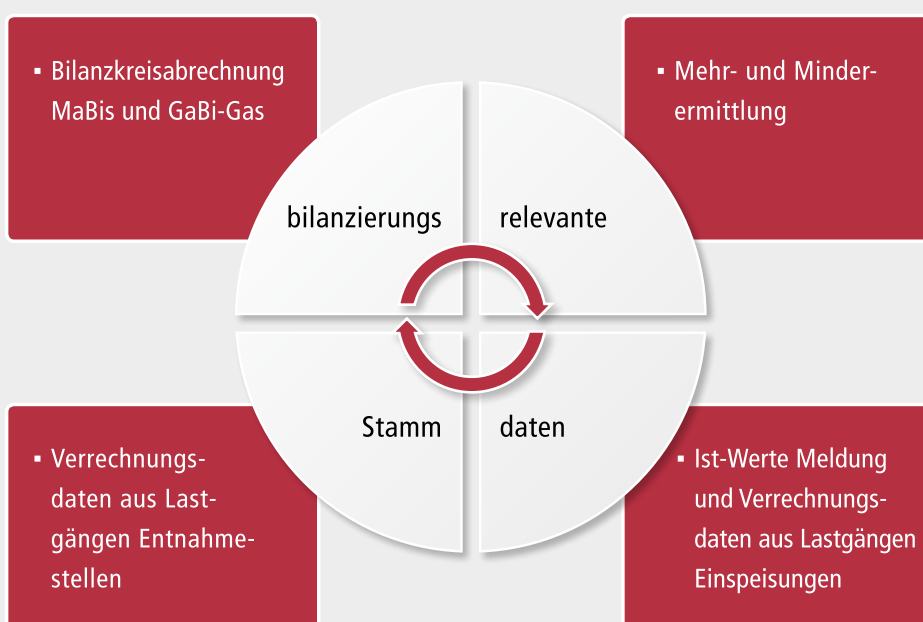 ▪ Bilanzkreisabrechnung
MaBis und GaBi-Gas
▪ Mehr- und Minder-
ermittlung
bilanzierungs
relevante
Stamm
daten
▪ Verrechnungs-
daten aus Last-
gängen Entnahme-
stellen
▪ Ist-Werte Meldung
und Verrechnungs-
daten aus Lastgängen
Einspeisungen